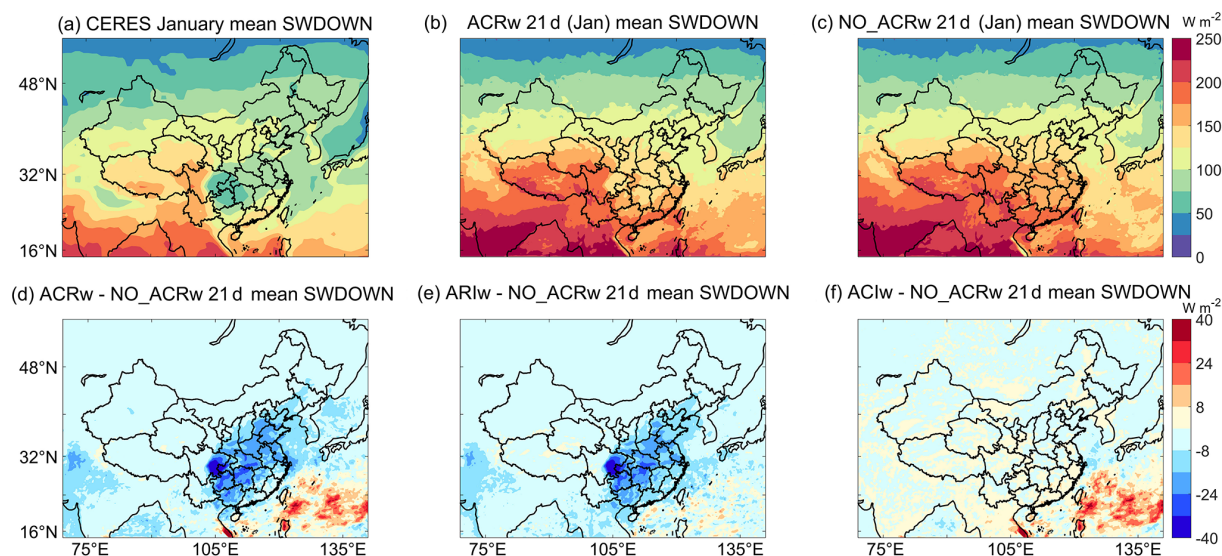 (a) CERES January mean SWDOWN
(b) ACRw 21 d (Jan) mean SWDOWN
(c) NO_ACRw 21 d (Jan) mean SWDOWN
W m-2
48°N
32°N
16°N
250
200
150
100
50
0
(d) ACRw - NO_ACRw 21 d mean SWDOWN
(e) ARIw - NO_ACRw 21 d mean SWDOWN
(f) ACIw - NO_ACRw 21 d mean SWDOWN
W m-2
48°N
32°N
16°N
40
24
8
-8
-24
-40
75°E 105°E 135°E
75°E 105°E 135°E
75°E 105°E 135°E